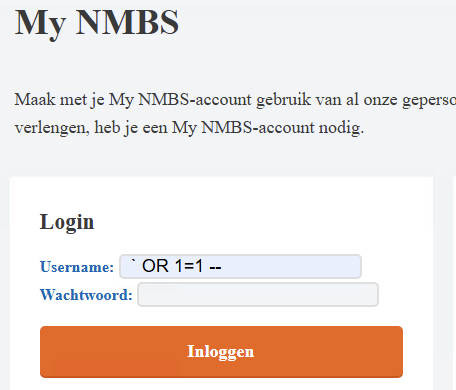 My NMBS
Maak met je My NMBS-account gebruik van al onze
verlengen, heb je een My NMBS-account nodig.
Login
Username: ` OR 1=1 --
Wachtwoord:
Inloggen